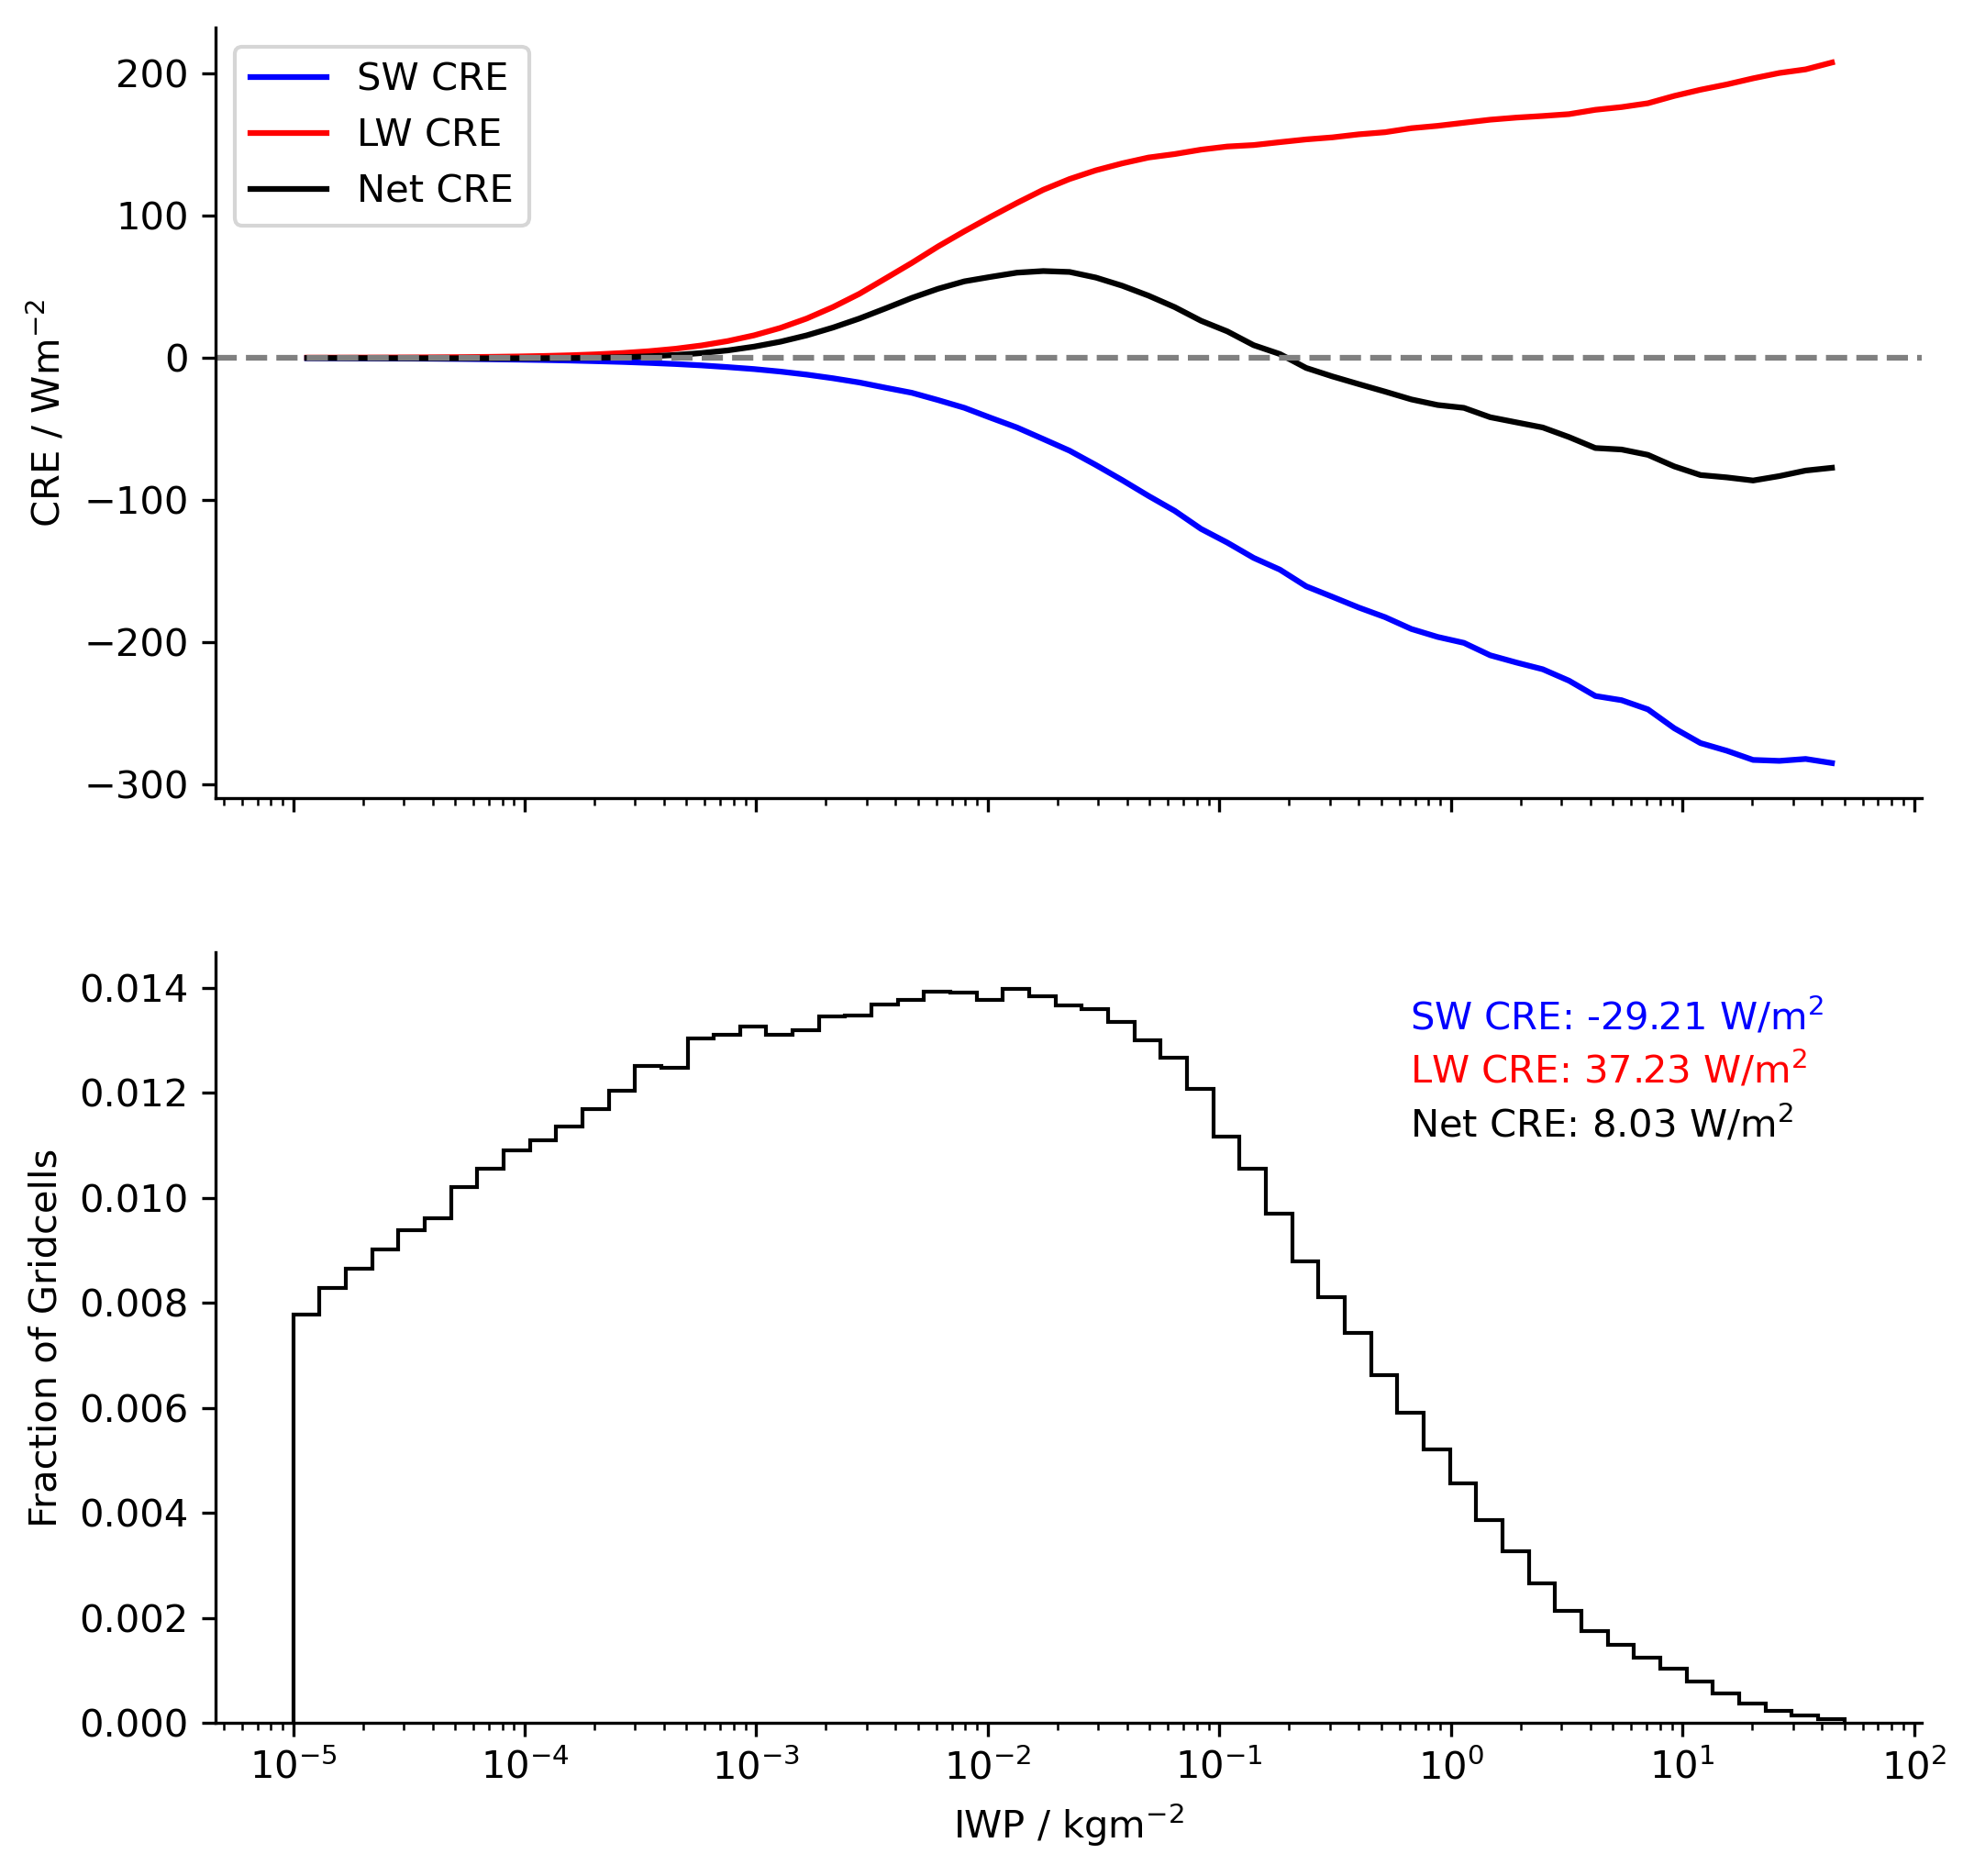 SW CRE
LW CRE
Net CRE
CRE / Wm⁻²
200
100
0
−100
−200
−300
SW CRE: -29.21 W/m²
LW CRE: 37.23 W/m²
Net CRE: 8.03 W/m²
Fraction of Gridcells
0.014
0.012
0.010
0.008
0.006
0.004
0.002
0.000
10⁻⁵ 10⁻⁴ 10⁻³ 10⁻² 10⁻¹ 10⁰ 10¹ 10²
IWP / kgm⁻²